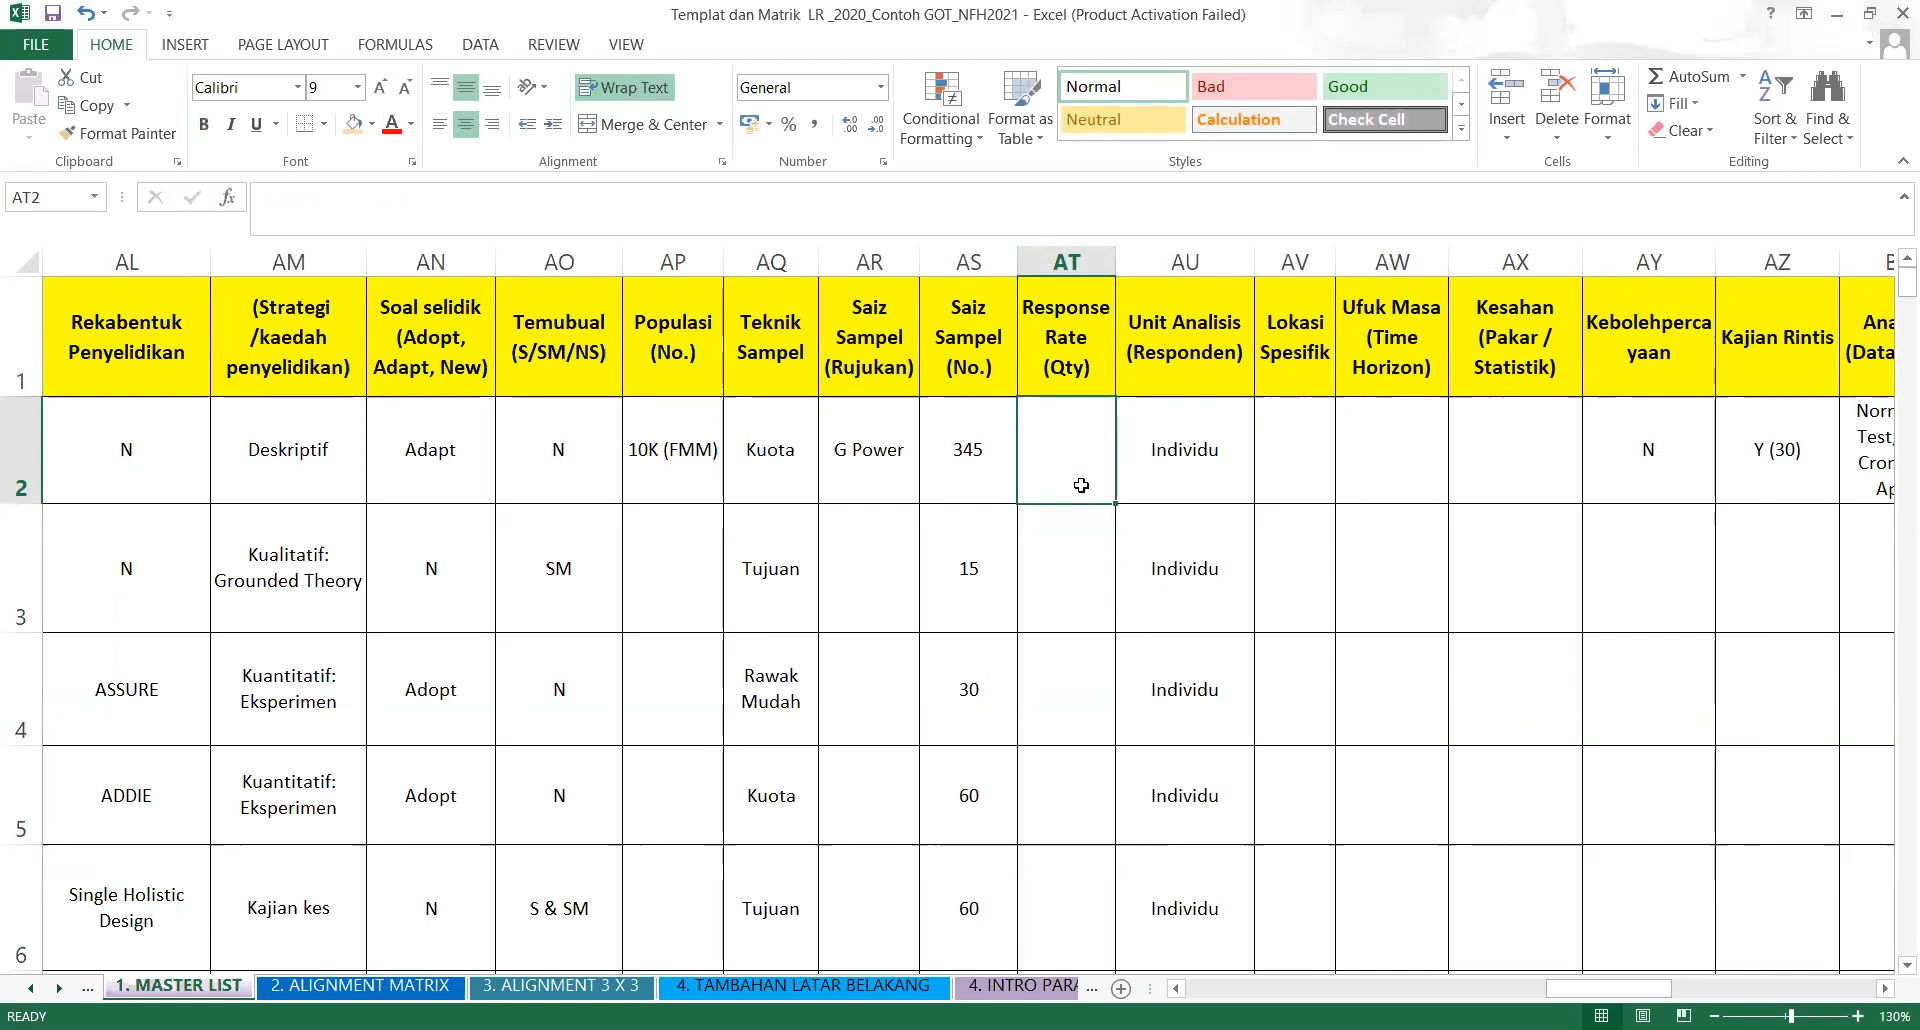 Templat dan Matrik LR _2020_Contoh GOT_NFH2021 - Excel (Product Activation Failed)
FILE HOME INSERT PAGE LAYOUT FORMULAS DATA REVIEW VIEW
Cut
Copy
Format Painter
Paste
Clipboard
Calibri 9
B I U
Font
Wrap Text
Merge & Center
Alignment
General
%
Number
Conditional Formatting
Format as Table
Normal Bad Good
Neutral Calculation Check Cell
Styles
Insert Delete Format
Cells
AutoSum
Fill
Clear
Sort & Filter
Find & Select
Editing
AT2
fx
AL AM AN AO AP AQ AR AS AT AU AV AW AX AY AZ
1
Rekabentuk
Penyelidikan
(Strategi
/kaedah
penyelidikan)
Soal selidik
(Adopt,
Adapt, New)
Temubual
(S/SM/NS)
Populasi
(No.)
Teknik
Sampel
Saiz
Sampel
(Rujukan)
Saiz
Sampel
(No.)
Response
Rate
(Qty)
Unit Analisis
(Responden)
Lokasi
Spesifik
Ufuk Masa
(Time
Horizon)
Kesahan
(Pakar /
Statistik)
Kebolehperca
yaan
Kajian Rintis
Ana
(Data
2
N
Deskriptif
Adapt
N
10K (FMM)
Kuota
G Power
345
Individu
N
Y (30)
Test,
3
N
Kualitatif:
Grounded Theory
N
SM
Tujuan
15
Individu
4
ASSURE
Kuantitatif:
Eksperimen
Adopt
N
Rawak
Mudah
30
Individu
5
ADDIE
Kuantitatif:
Eksperimen
Adopt
N
Kuota
60
Individu
6
Single Holistic
Design
Kajian kes
N
S & SM
Tujuan
60
Individu
... 1. MASTER LIST 2. ALIGNMENT MATRIX 3. ALIGNMENT 3 X 3 4. TAMBAHAN LATAR BELAKANG 4. INTRO PARA ...
READY
130%